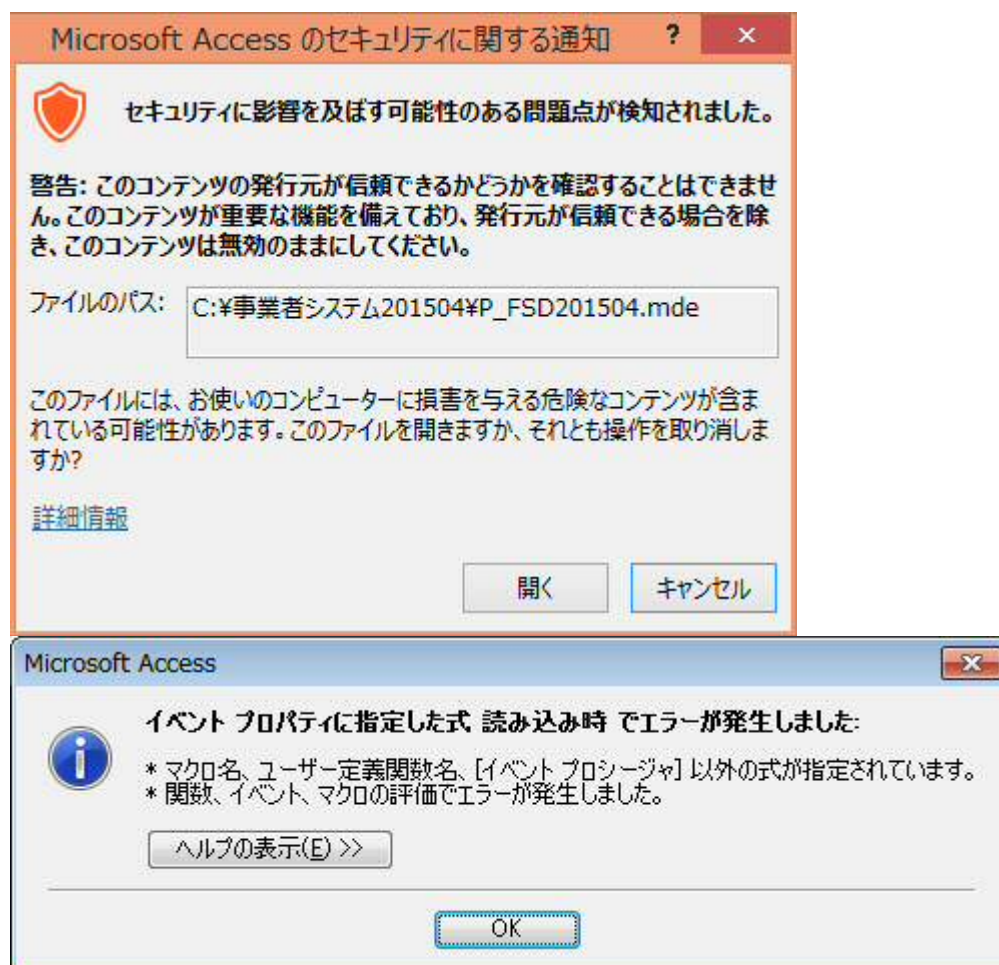 Microsoft Access のセキュリティに関する通知 ? ×
セキュリティに影響を及ぼす可能性のある問題点が検知されました。
警告: このコンテンツの発行元が信頼できるかどうかを確認することはできませ
ん。このコンテンツが重要な機能を備えており、発行元が信頼できる場合を除
き、このコンテンツは無効のままにしてください。
ファイルのパス: C:¥事業者システム201504¥P_FSD201504.mde
このファイルには、お使いのコンピューターに損害を与える危険なコンテンツが含ま
れている可能性があります。このファイルを開きますか、それとも操作を取り消しま
すか?
詳細情報
開く キャンセル
Microsoft Access
イベント プロパティに指定した式 読み込み時 でエラーが発生しました:
* マクロ名、ユーザー定義関数名、[イベント プロシージャ] 以外の式が指定されています。
* 関数、イベント、マクロの評価でエラーが発生しました。
ヘルプの表示(E) >>
OK